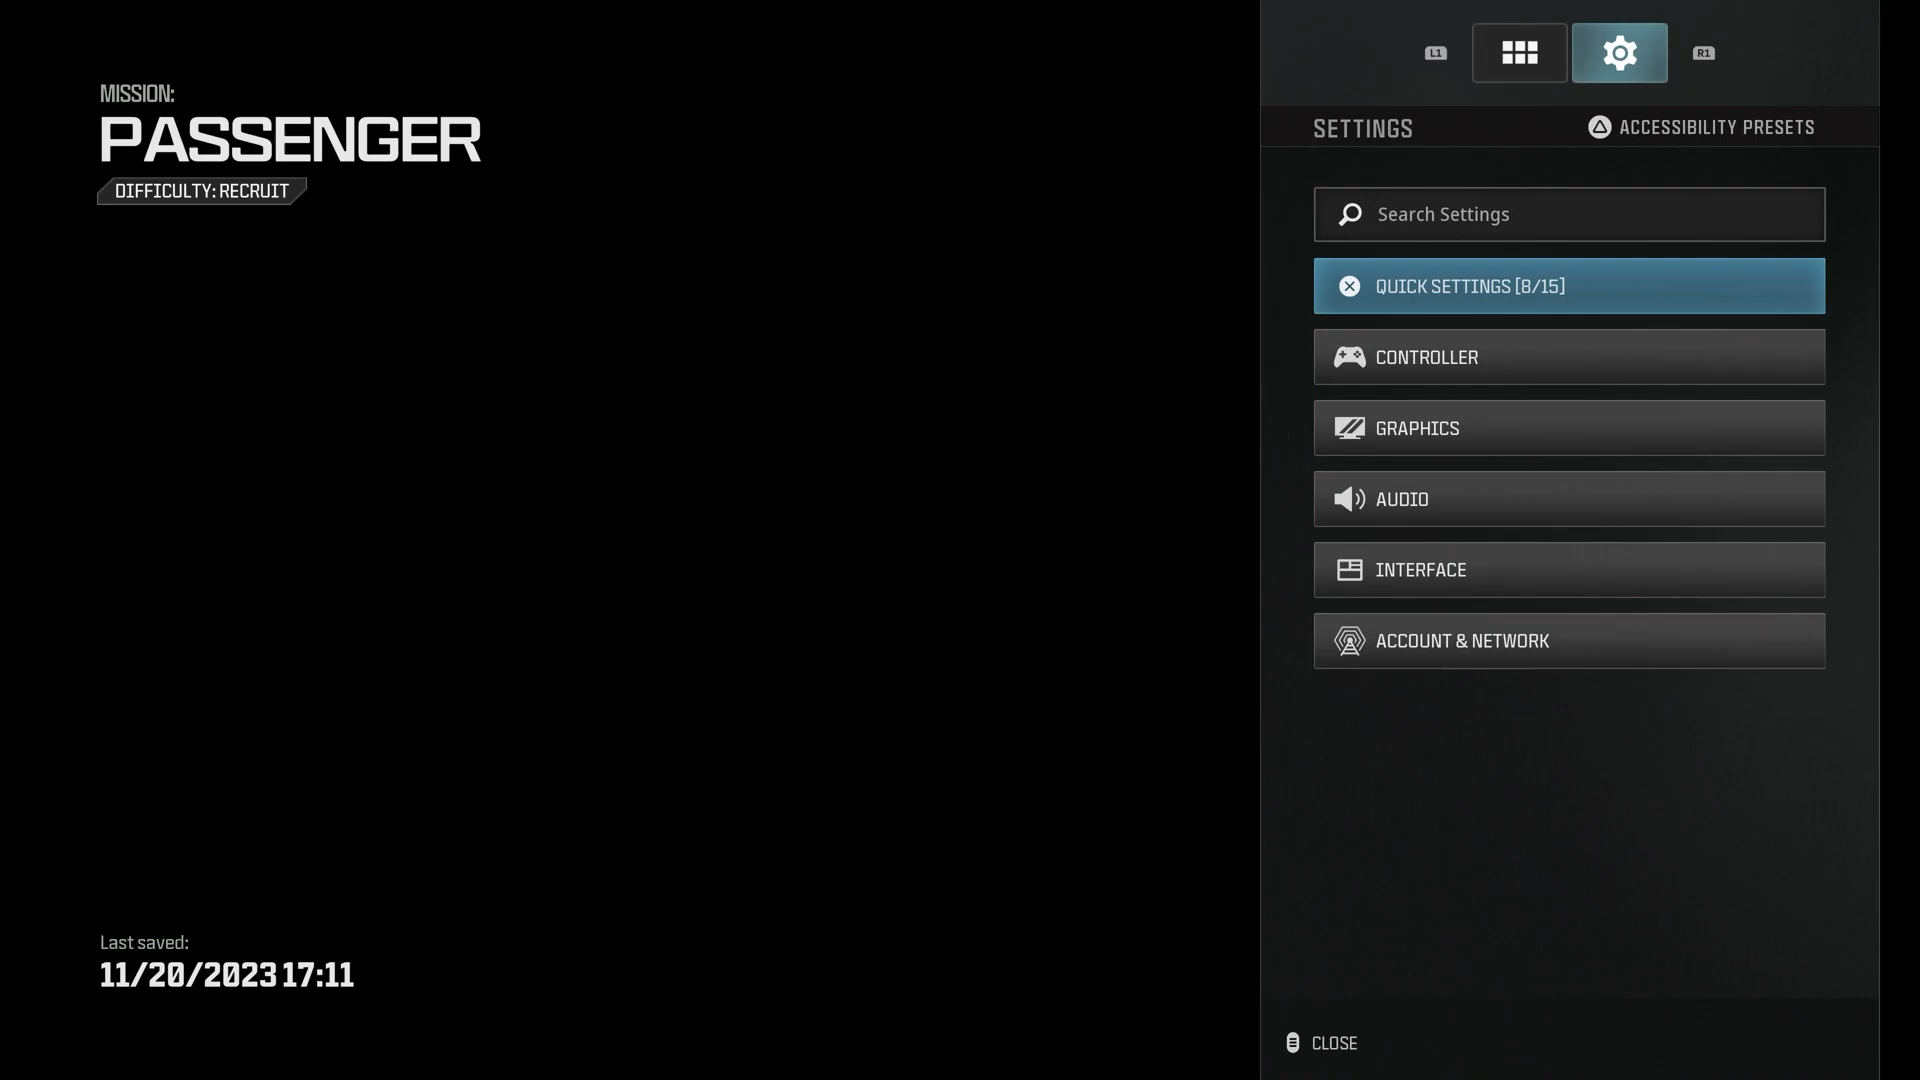 L1
R1
MISSION:
PASSENGER
DIFFICULTY: RECRUIT
SETTINGS
ACCESSIBILITY PRESETS
Search Settings
QUICK SETTINGS [8/15]
CONTROLLER
GRAPHICS
AUDIO
INTERFACE
ACCOUNT & NETWORK
Last saved:
11/20/2023 17:11
CLOSE